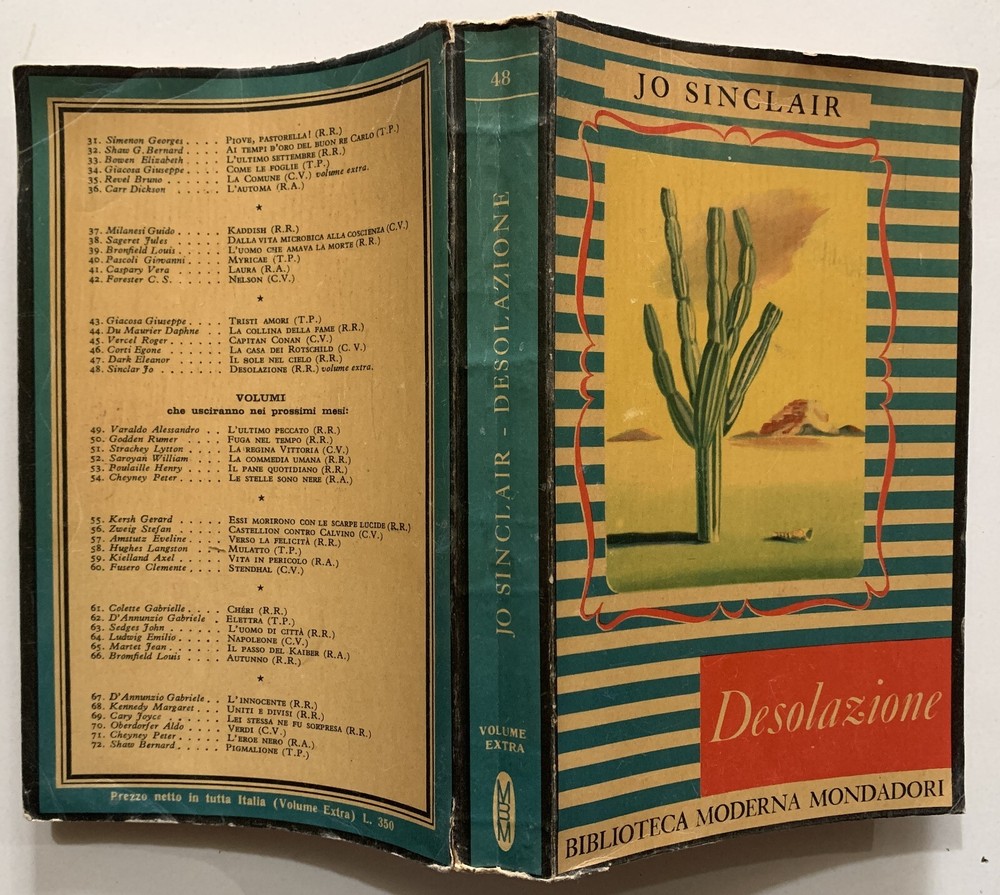 31. Simenon Georges . . . . PIOVE, PASTORELLA! (R.R.)
32. Shaw G. Bernard . . . . AI TEMPI D'ORO DEL BUON RE CARLO (T.P.)
33. Bowen Elizabeth . . . . L'ULTIMO SETTEMBRE (R.R.)
34. Giacosa Giuseppe . . . . COME LE FOGLIE (T.P.)
35. Revel Bruno . . . . . . LA COMUNE (C.V.) volume extra.
36. Carr Dickson . . . . . . L'AUTOMA (R.A.)
★
37. Milanesi Guido . . . . . KADDISH (R.R.)
38. Sageret Jules . . . . . DALLA VITA MICROBICA ALLA COSCIENZA (C.V.)
39. Bronfield Louis . . . . . L'UOMO CHE AMAVA LA MORTE (R.R.)
40. Pascoli Giovanni . . . . MYRICAE (T.P.)
41. Caspary Vera . . . . . LAURA (R.A.)
42. Forester C. S. . . . . . NELSON (C.V.)
★
43. Giacosa Giuseppe . . . . TRISTI AMORI (T.P.)
44. Du Maurier Daphne . . LA COLLINA DELLA FAME (R.R.)
45. Vercel Roger . . . . . . CAPITAN CONAN (C.V.)
46. Corti Egone . . . . . . LA CASA DEI ROTSCHILD (C. V.)
47. Dark Eleanor . . . . . IL SOLE NEL CIELO (R.R.)
48. Sinclar Jo . . . . . . . DESOLAZIONE (R.R.) volume extra.
VOLUMI
che usciranno nei prossimi mesi:
49. Varaldo Alessandro . . L'ULTIMO PECCATO (R.R.)
50. Godden Rumer . . . . FUGA NEL TEMPO (R.R.)
51. Strachey Lytton . . . . LA REGINA VITTORIA (C.V.)
52. Saroyan William . . . . LA COMMEDIA UMANA (R.R.)
53. Poulaille Henry . . . . IL PANE QUOTIDIANO (R.R.)
54. Cheyney Peter . . . . . LE STELLE SONO NERE (R.A.)
★
55. Kersh Gerard . . . . . ESSI MORIRONO CON LE SCARPE LUCIDE (R.R.)
56. Zweig Stefan . . . . . CASTELLION CONTRO CALVINO (C.V.)
57. Amstutz Eveline . . . . VERSO LA FELICITÀ (R.R.)
58. Hughes Langston . . . MULATTO (T.P.)
59. Kielland Axel . . . . . VITA IN PERICOLO (R.A.)
60. Fusero Clemente . . . . STENDHAL (C.V.)
★
61. Colette Gabrielle . . . . CHÉRI (R.R.)
62. D'Annunzio Gabriele . ELETTRA (T.P.)
63. Sedges John . . . . . L'UOMO DI CITTÀ (R.R.)
64. Ludwig Emilio . . . . . NAPOLEONE (C.V.)
65. Martet Jean . . . . . . IL PASSO DEL KAIBER (R.A.)
66. Bromfield Louis . . . . AUTUNNO (R.R.)
★
67. D'Annunzio Gabriele . . L'INNOCENTE (R.R.)
68. Kennedy Margaret . . . UNITI E DIVISI (R.R.)
69. Cary Joyce . . . . . . LEI STESSA NE FU SORPRESA (R.R.)
70. Oberdorfer Aldo . . . . VERDI (C.V.)
71. Cheyney Peter . . . . . L'EROE NERO (R.A.)
72. Shaw Bernard . . . . . PIGMALIONE (T.P.)
Prezzo netto in tutta Italia (Volume Extra) L. 350
48
JO SINCLAIR - DESOLAZIONE
VOLUME
EXTRA
MBM
JO SINCLAIR
Desolazione
BIBLIOTECA MODERNA MONDADORI